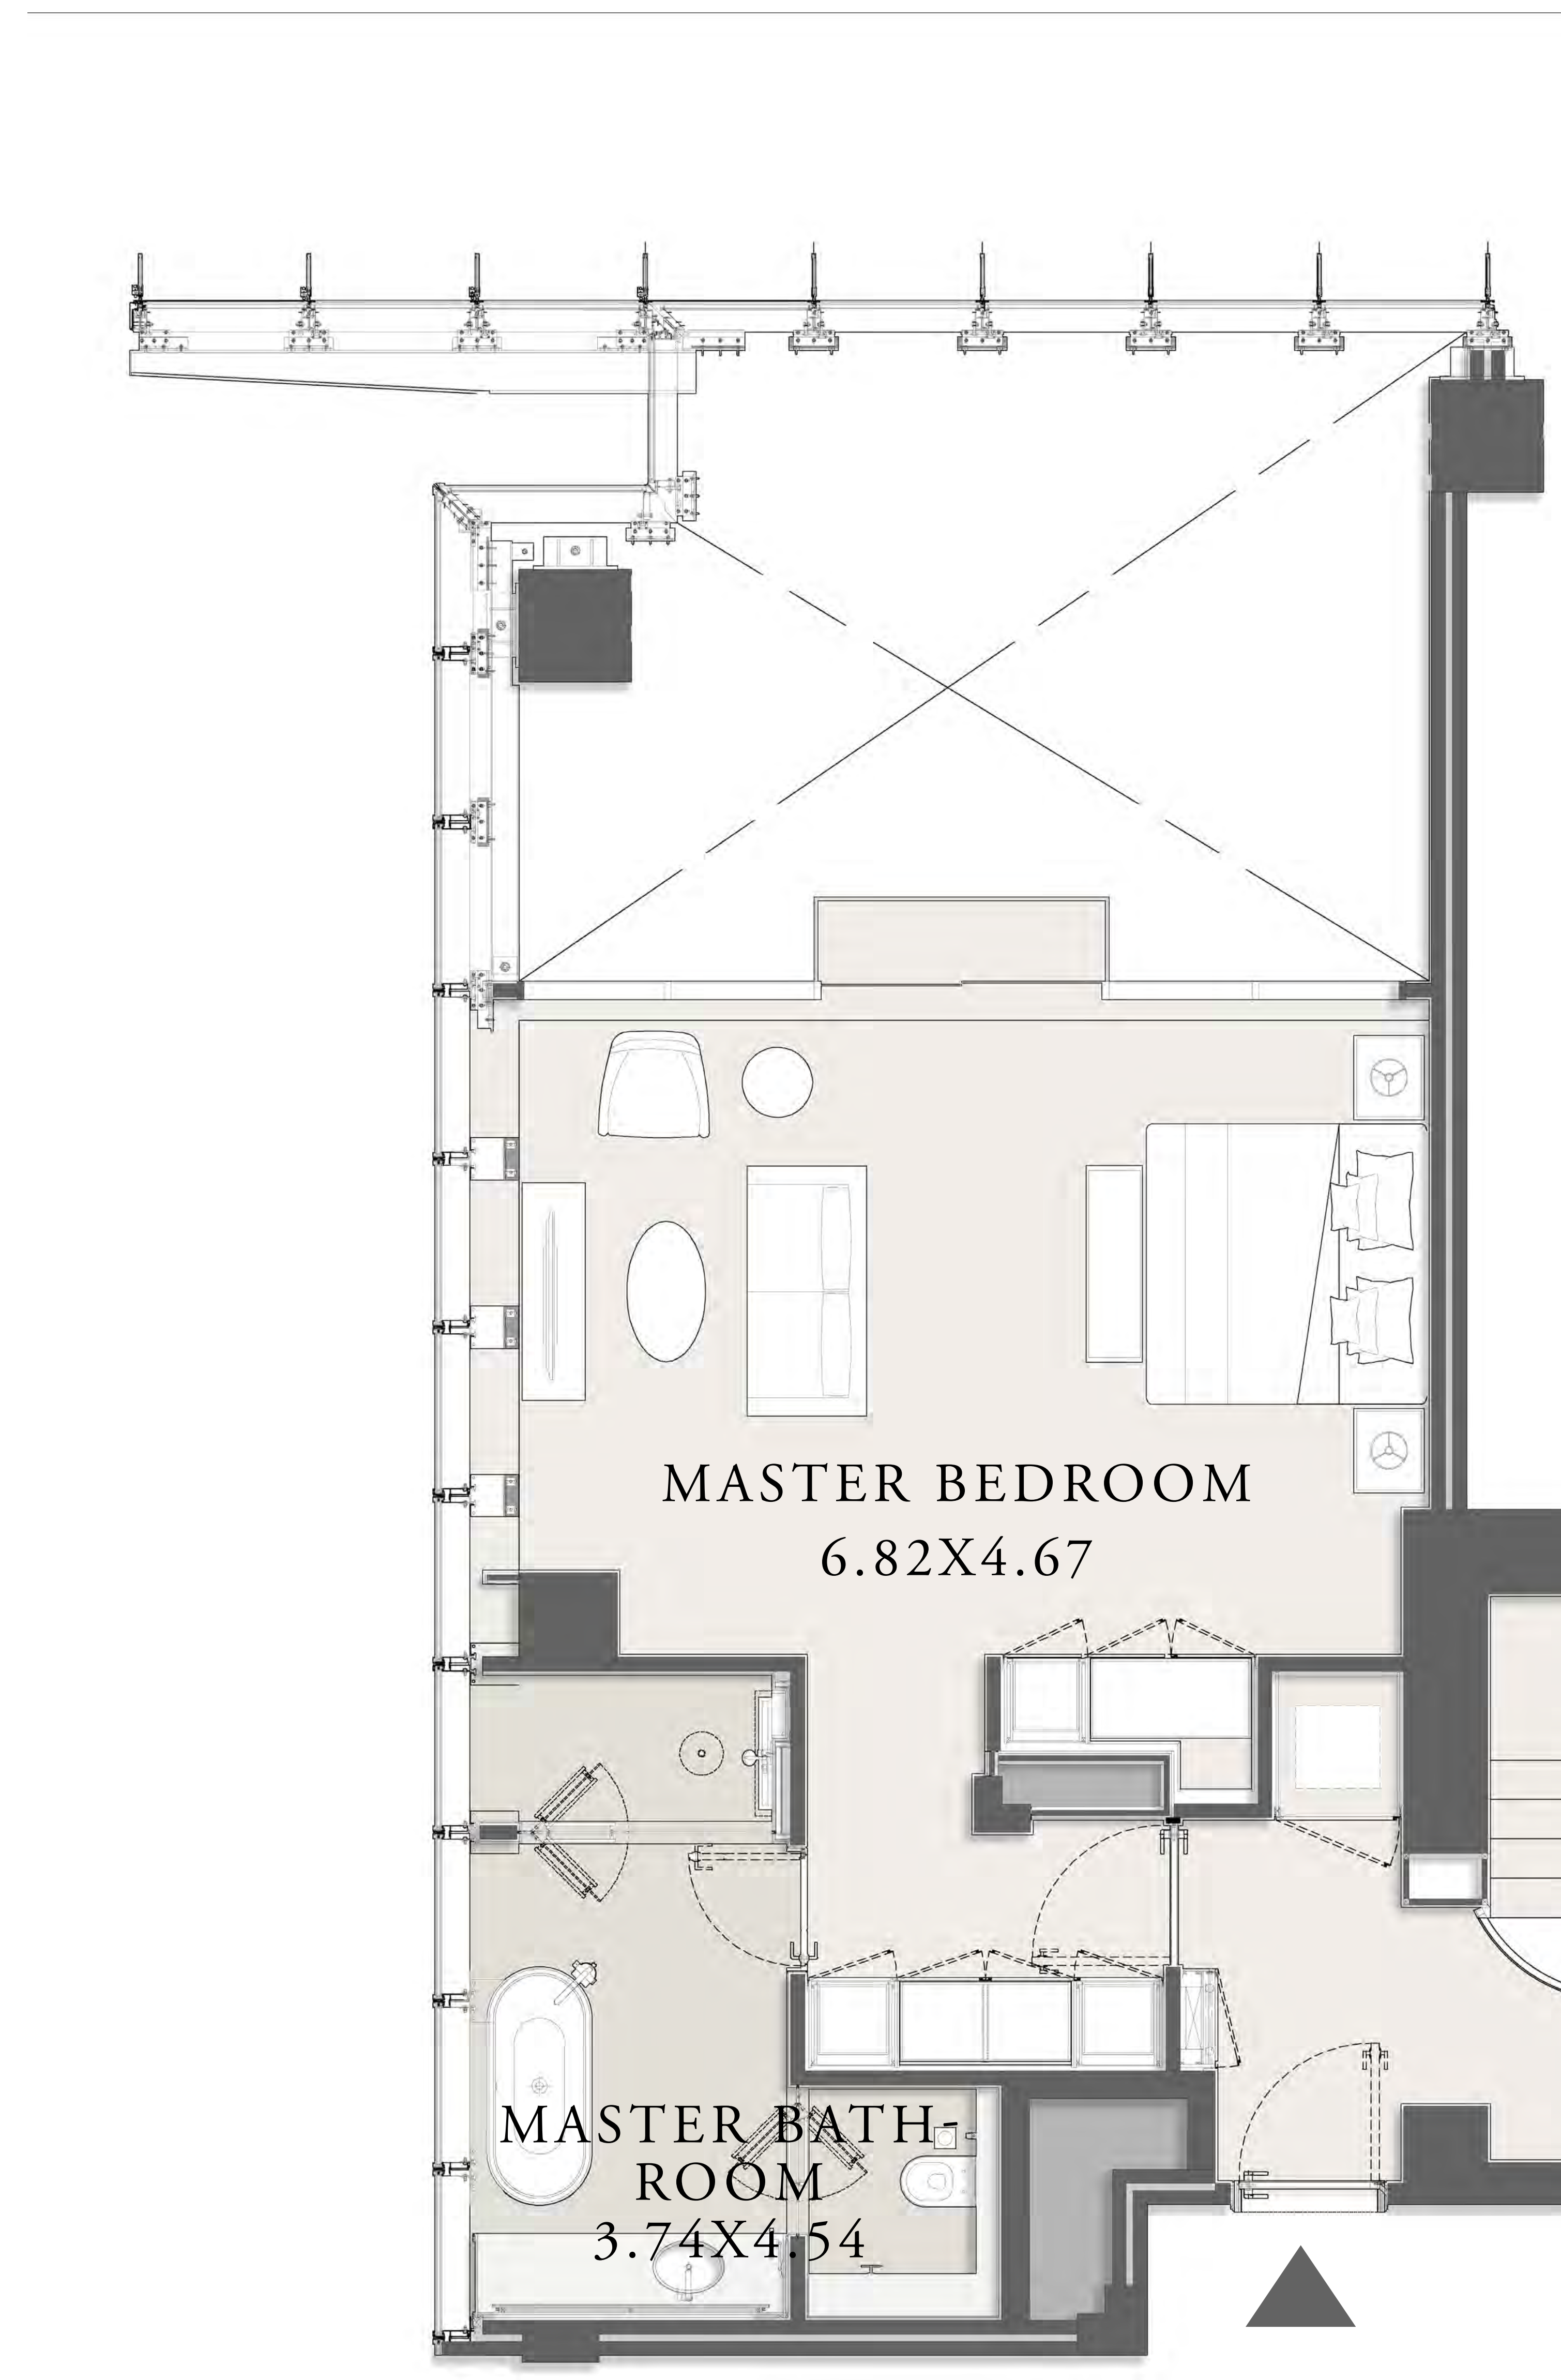 MASTER BEDROOM
6.82X4.67
MASTER BATH-
ROOM
3.74X4.54